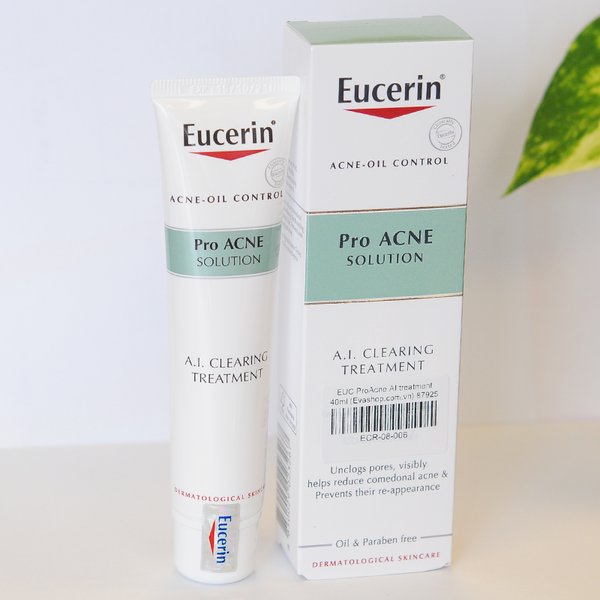 Eucerin®
ACNE-OIL CONTROL
Pro ACNE
SOLUTION
A.I. CLEARING
TREATMENT
DERMATOLOGICAL SKINCARE
Eucerin
Eucerin®
ACNE-OIL CONTROL
Pro ACNE
SOLUTION
A.I. CLEARING
TREATMENT
EUC ProAcne AI treatment
40ml (Evashop.com.vn) 87925
ECR-08-006
Unclogs pores, visibly
helps reduce comedonal acne &
Prevents their re-appearance
Oil & Paraben free
DERMATOLOGICAL SKINCARE